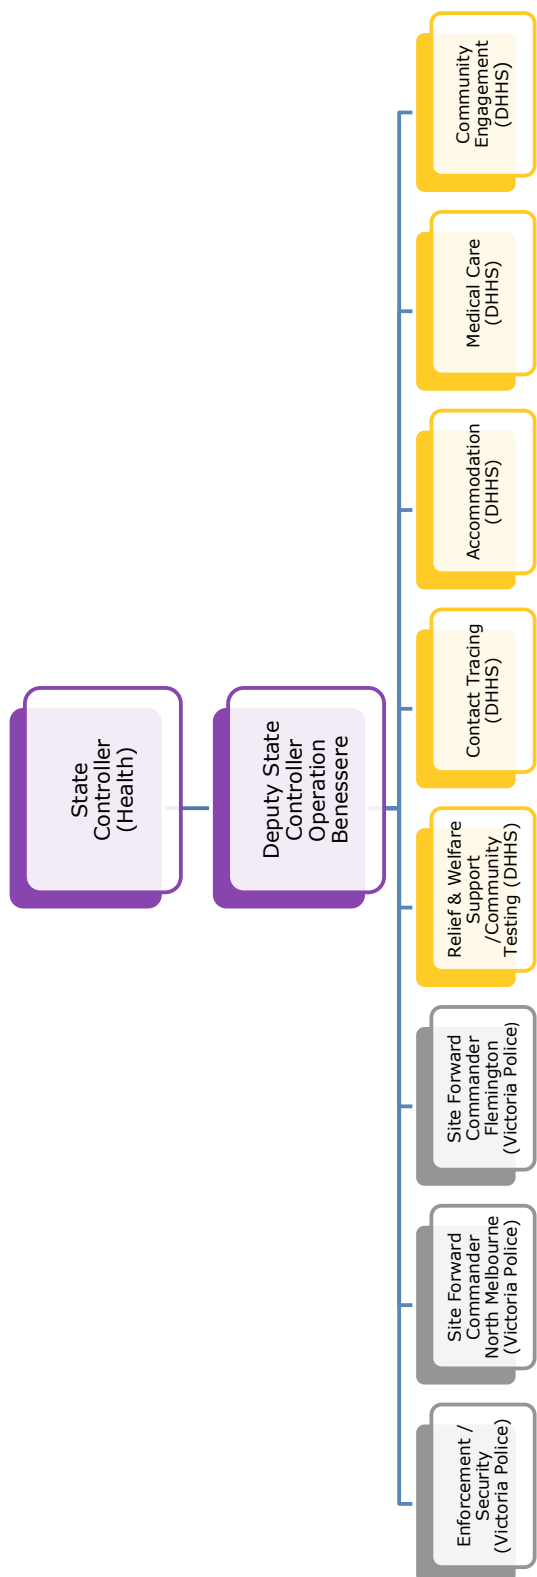 State
Controller
(Health)
Deputy State
Controller
Operation
Benessere
Enforcement /
Security
(Victoria Police)
Site Forward
Commander
North Melbourne
(Victoria Police)
Site Forward
Commander
Flemington
(Victoria Police)
Relief & Welfare
Support
/Community
Testing (DHHS)
Contact Tracing
(DHHS)
Accommodation
(DHHS)
Medical Care
(DHHS)
Community
Engagement
(DHHS)